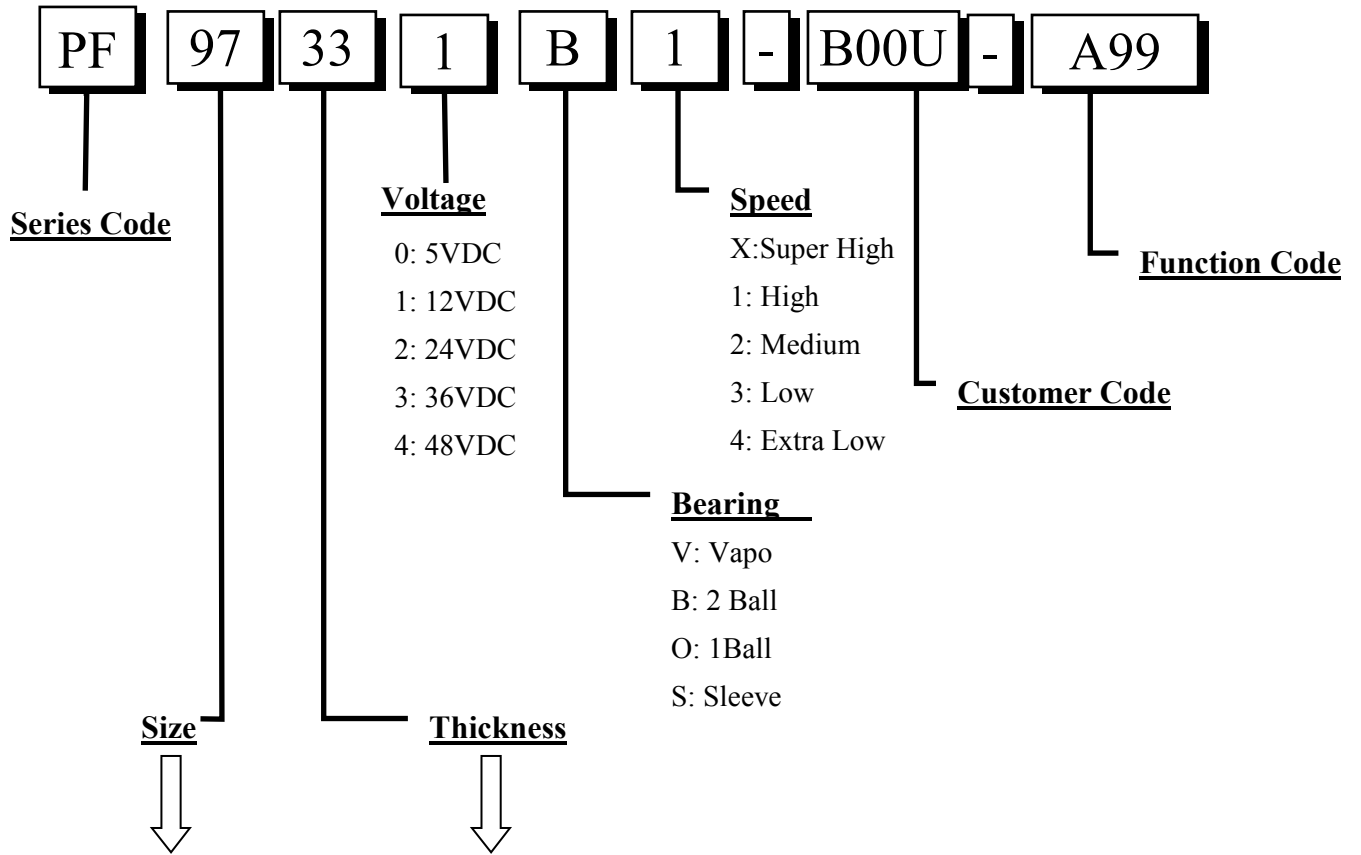 PF 97 33 1 B 1 - B00U - A99
Series Code
Voltage
0: 5VDC
1: 12VDC
2: 24VDC
3: 36VDC
4: 48VDC
Speed
X:Super High
1: High
2: Medium
3: Low
4: Extra Low
Function Code
Customer Code
Bearing
V: Vapo
B: 2 Ball
O: 1Ball
S: Sleeve
Size
Thickness